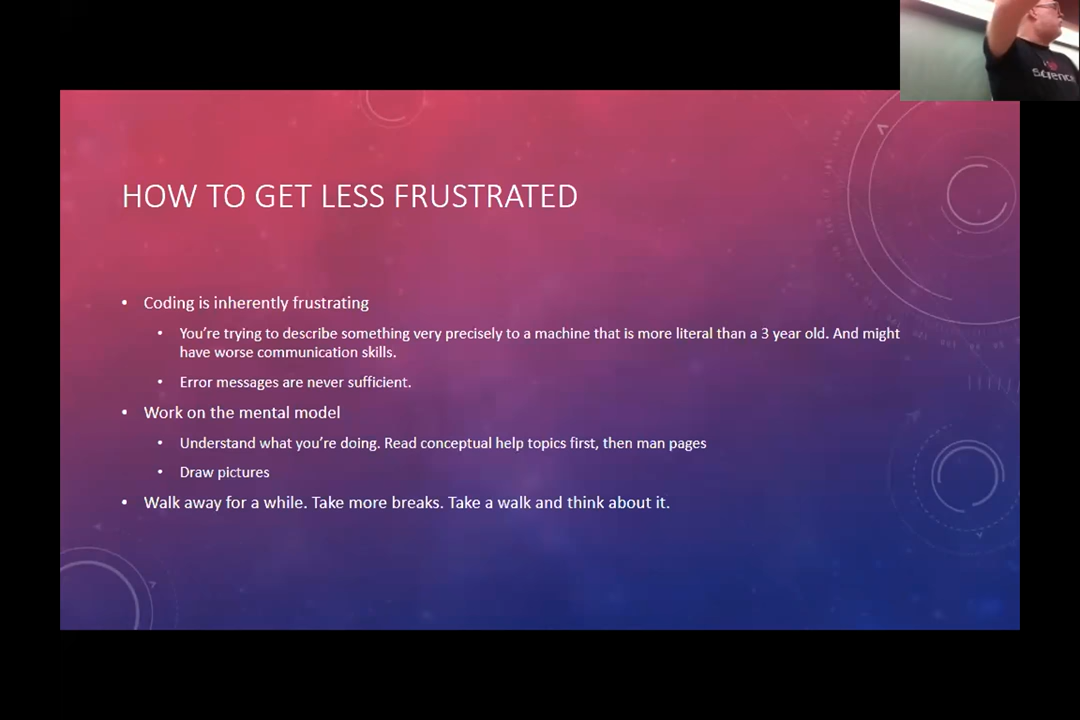 Science
HOW TO GET LESS FRUSTRATED
• Coding is inherently frustrating
• You're trying to describe something very precisely to a machine that is more literal than a 3 year old. And might
have worse communication skills.
• Error messages are never sufficient.
• Work on the mental model
• Understand what you're doing. Read conceptual help topics first, then man pages
• Draw pictures
• Walk away for a while. Take more breaks. Take a walk and think about it.